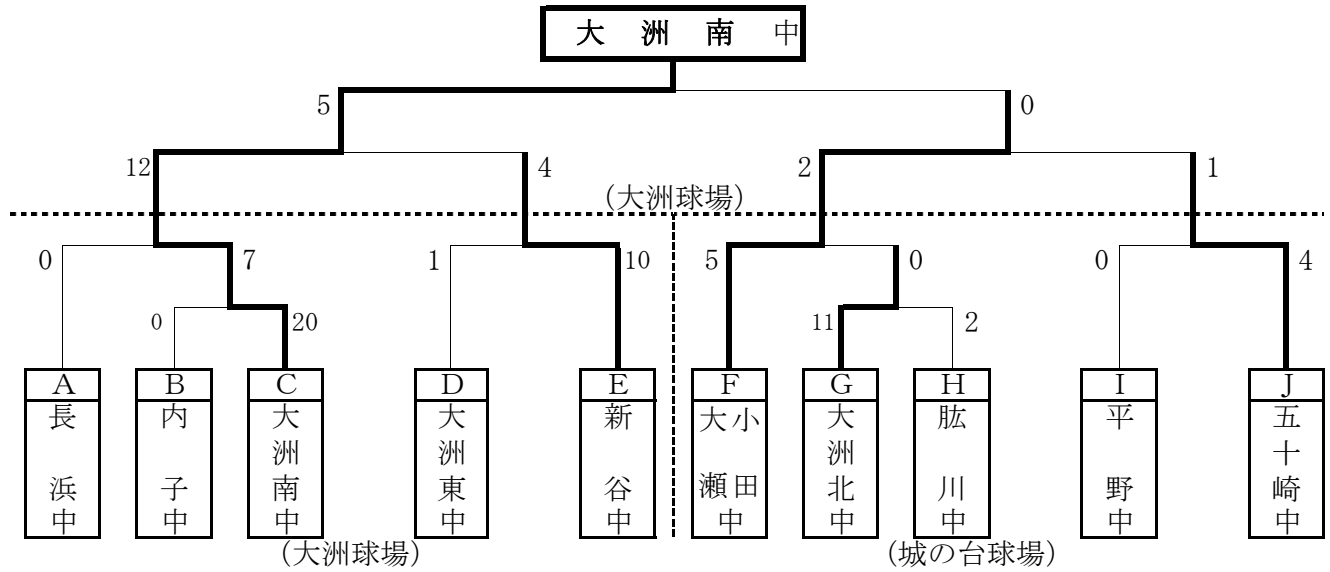 大洲南中
5 0
12 4 2 1
(大洲球場)
0 7 1 10 5 0 0 4
0 20 11 2
A B C D E F G H I J
長浜中
内子中
大洲南中
大洲東中
新谷中
小田
大瀬中
大洲北中
肱川中
平野中
五十崎中
(大洲球場) (城の台球場)